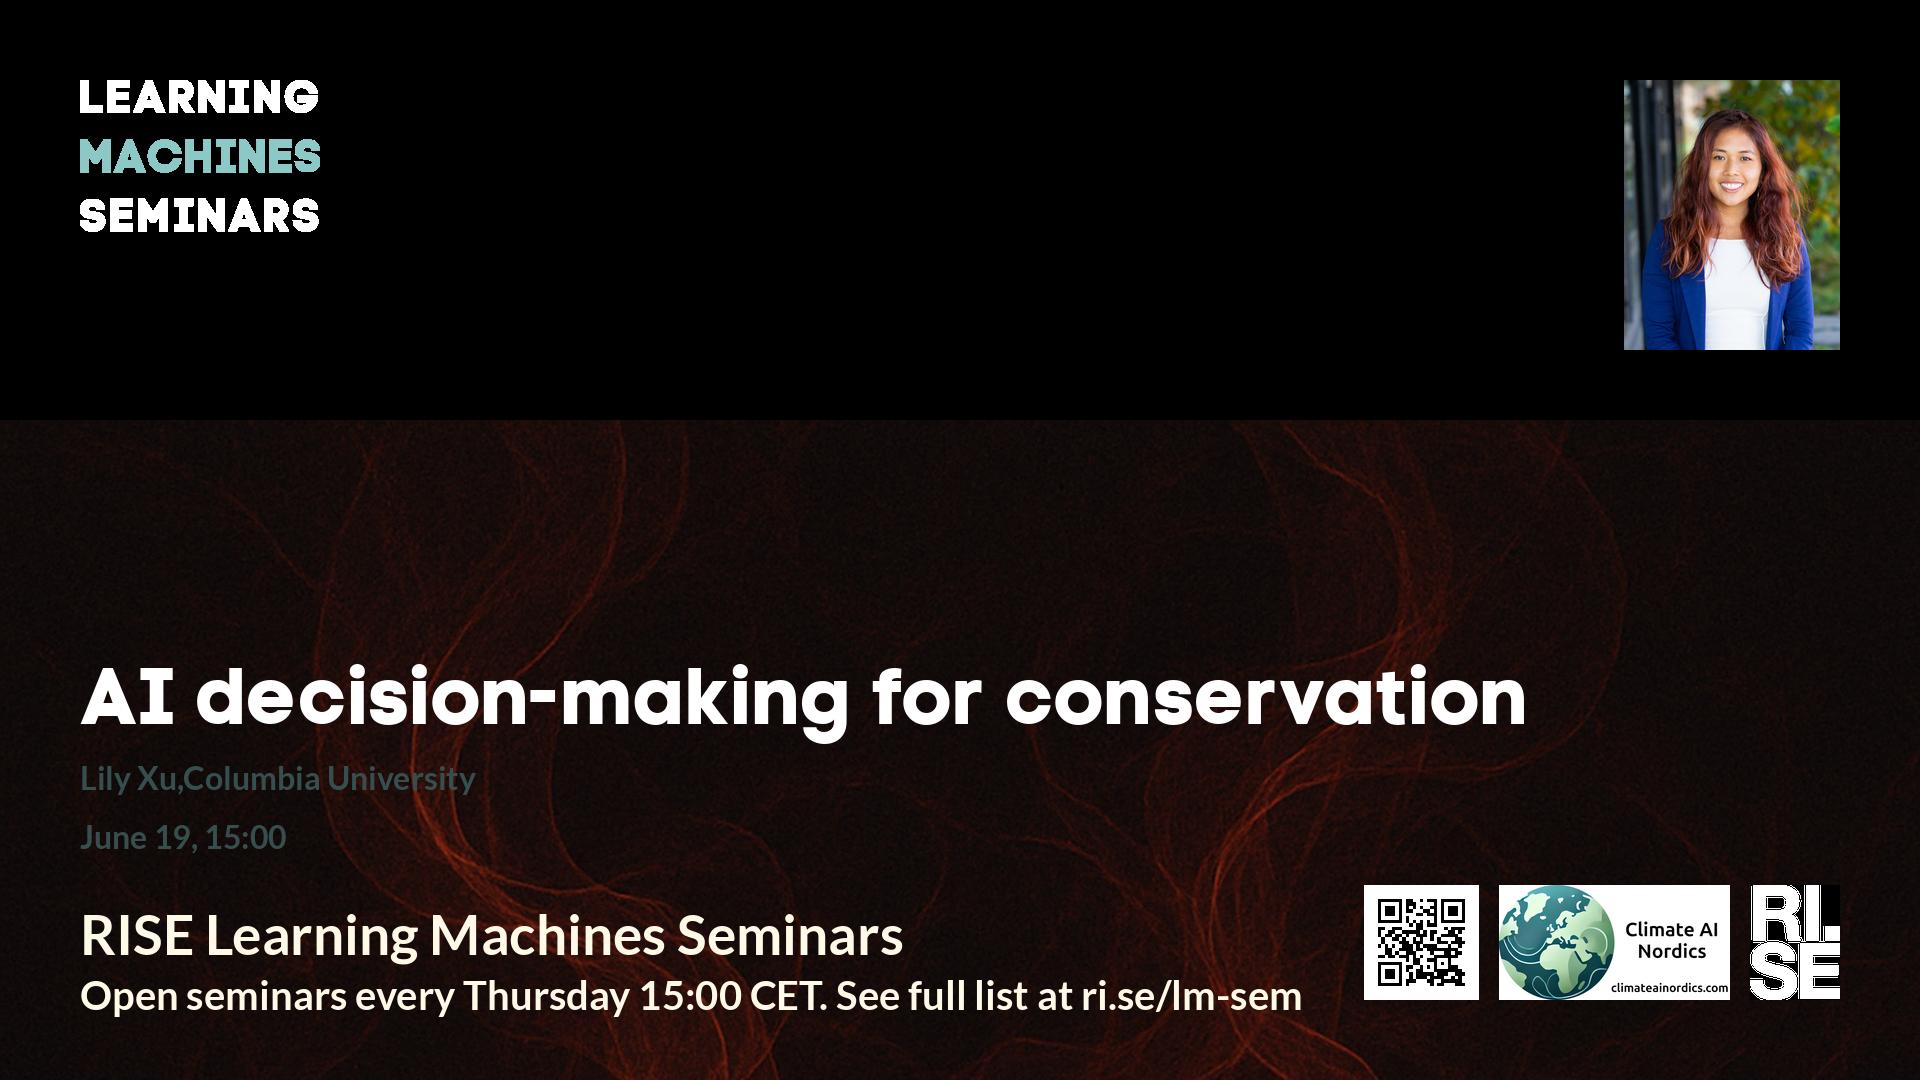 LEARNING
MACHINES
SEMINARS
AI decision-making for conservation
Lily Xu,Columbia University
June 19, 15:00
RISE Learning Machines Seminars
Open seminars every Thursday 15:00 CET. See full list at ri.se/lm-sem
Climate AI
Nordics
climateainordics.com
RI.
SE